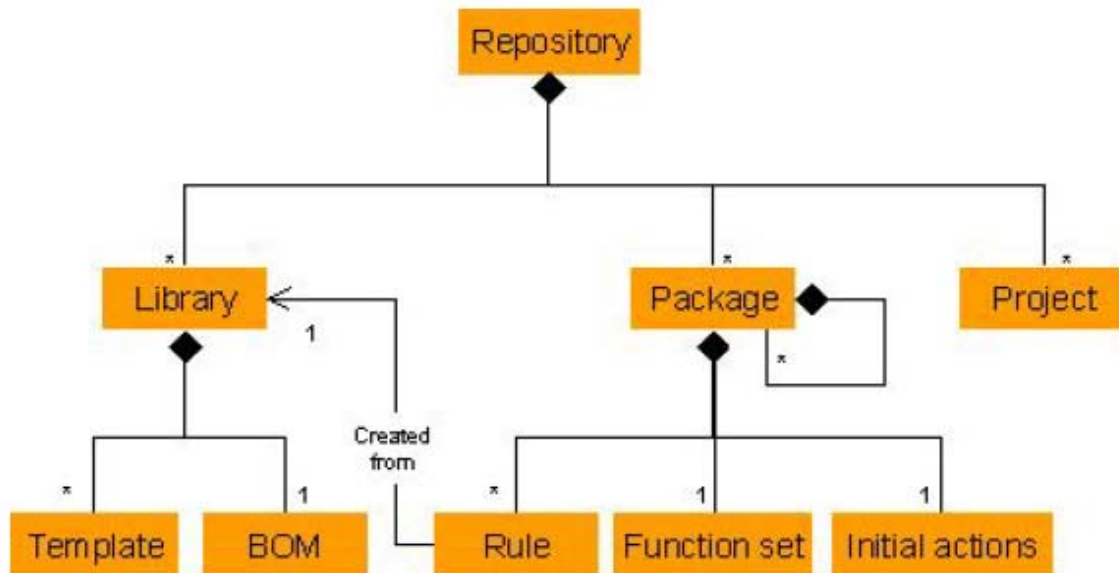 Repository
* * *
Library Package Project
1
*
Created
from
* 1 * 1 1
Template BOM Rule Function set Initial actions